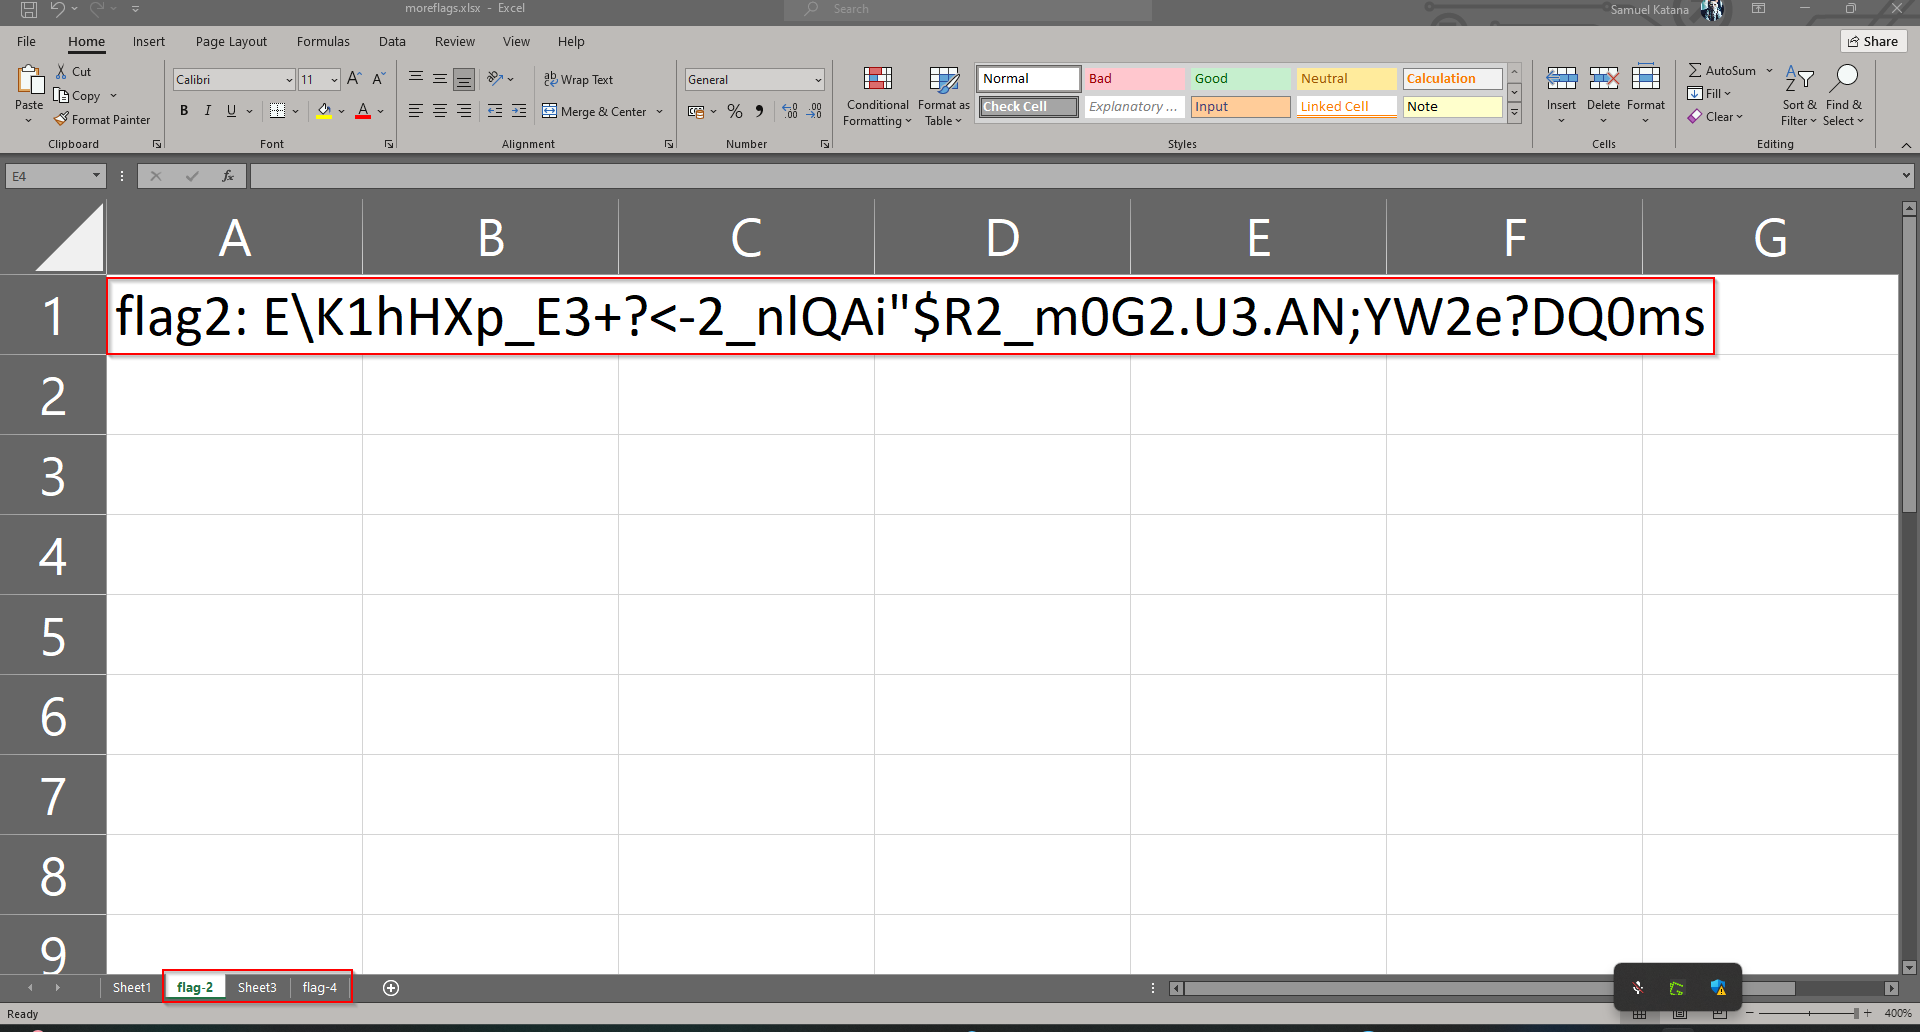 moreflags.xlsx - Excel
Search
Samuel Katana
File Home Insert Page Layout Formulas Data Review View Help
Share
Paste
Cut
Copy
Format Painter
Clipboard
Calibri 11
B I U
Font
ab Wrap Text
Merge & Center
Alignment
General
% 9
Number
Conditional Formatting
Format as Table
Normal Bad Good Neutral Calculation
Check Cell Explanatory ... Input Linked Cell Note
Styles
Insert Delete Format
Cells
AutoSum
Fill
Clear
Sort & Filter
Find & Select
Editing
E4
fx
A B C D E F G
1 flag2: E\K1hHXp_E3+?<-2_nlQAi"$R2_m0G2.U3.AN;YW2e?DQ0ms
2
3
4
5
6
7
8
9
Sheet1 flag-2 Sheet3 flag-4
Ready
400%